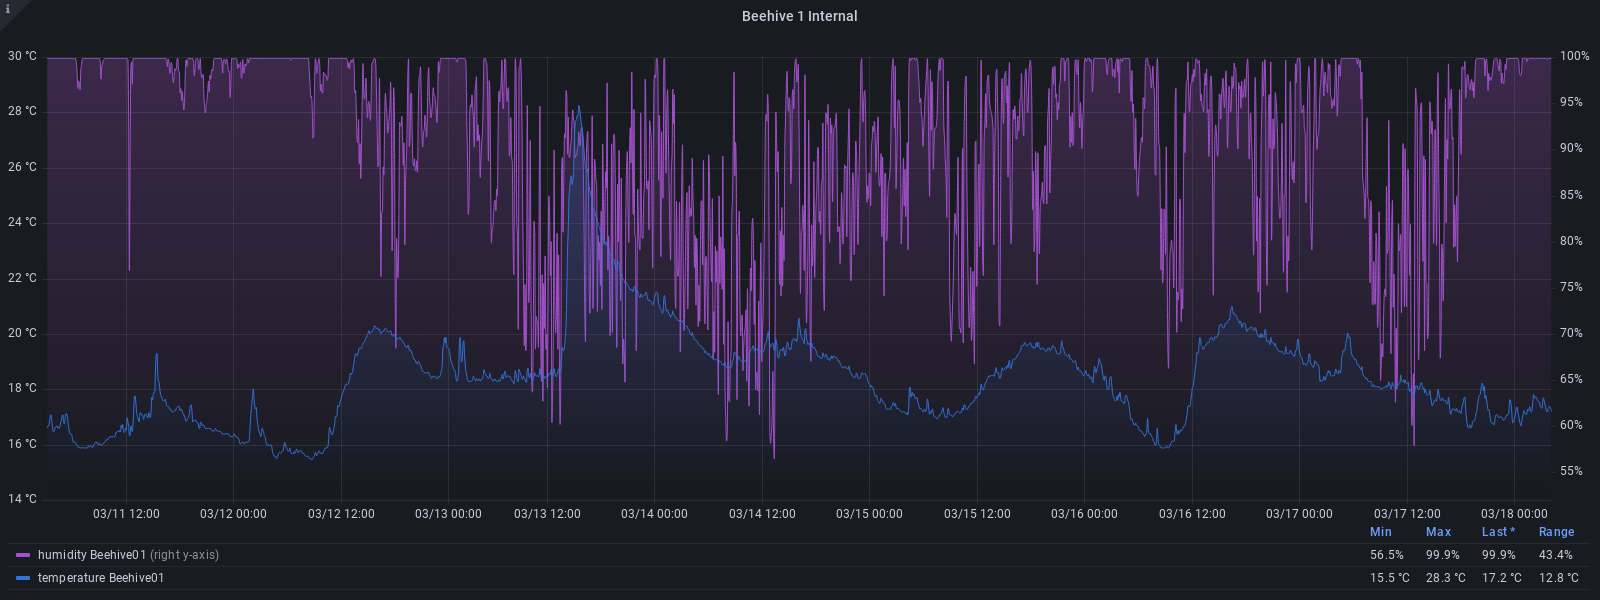 i
Beehive 1 Internal
30 °C 100%
28 °C 95%
26 °C 90%
24 °C 85%
22 °C 80%
20 °C 75%
18 °C 70%
16 °C 65%
14 °C 60%
55%
03/11 12:00 03/12 00:00 03/12 12:00 03/13 00:00 03/13 12:00 03/14 00:00 03/14 12:00 03/15 00:00 03/15 12:00 03/16 00:00 03/16 12:00 03/17 00:00 03/17 12:00 03/18 00:00
Min Max Last * Range
humidity Beehive01 (right y-axis) 56.5% 99.9% 99.9% 43.4%
temperature Beehive01 15.5 °C 28.3 °C 17.2 °C 12.8 °C